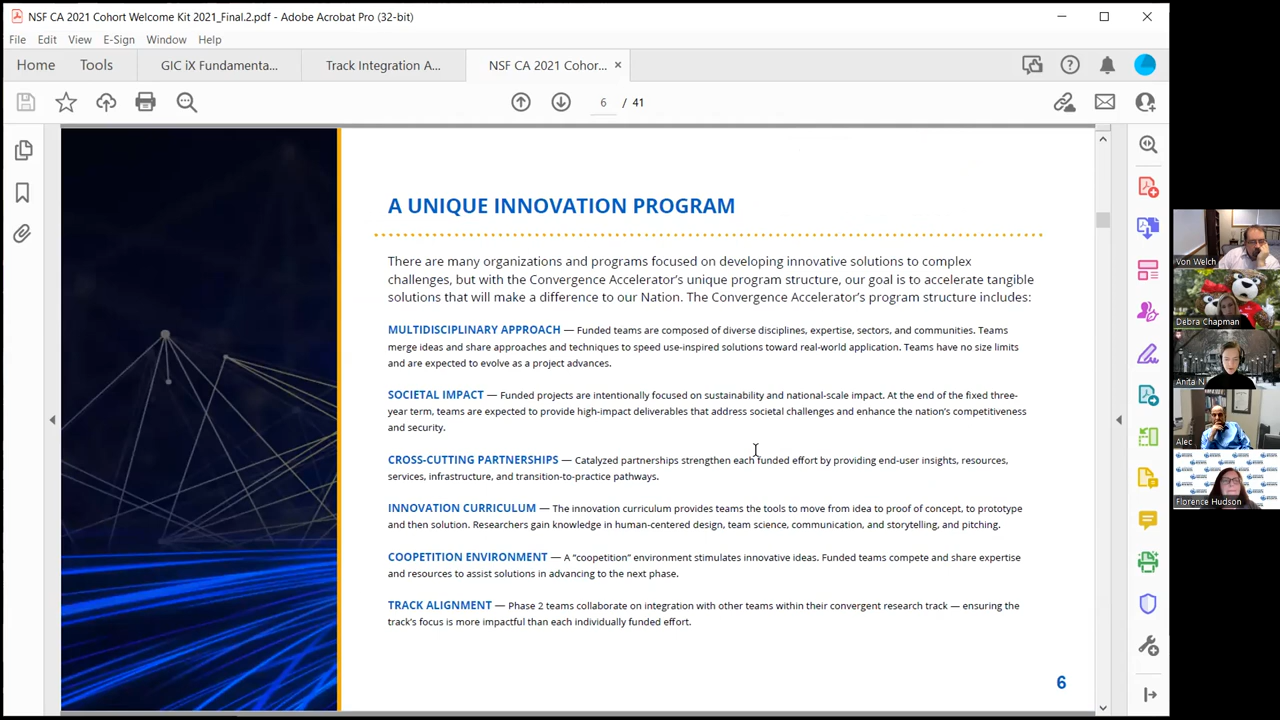 NSF CA 2021 Cohort Welcome Kit 2021_Final.2.pdf - Adobe Acrobat Pro (32-bit)
File Edit View E-Sign Window Help
Home Tools GIC iX Fundamenta... Track Integration A... NSF CA 2021 Cohor... ×
6 / 41
A UNIQUE INNOVATION PROGRAM
There are many organizations and programs focused on developing innovative solutions to complex
challenges, but with the Convergence Accelerator's unique program structure, our goal is to accelerate tangible
solutions that will make a difference to our Nation. The Convergence Accelerator's program structure includes:
MULTIDISCIPLINARY APPROACH — Funded teams are composed of diverse disciplines, expertise, sectors, and communities. Teams
merge ideas and share approaches and techniques to speed use-inspired solutions toward real-world application. Teams have no size limits
and are expected to evolve as a project advances.
SOCIETAL IMPACT — Funded projects are intentionally focused on sustainability and national-scale impact. At the end of the fixed three-
year term, teams are expected to provide high-impact deliverables that address societal challenges and enhance the nation's competitiveness
and security.
CROSS-CUTTING PARTNERSHIPS — Catalyzed partnerships strengthen each funded effort by providing end-user insights, resources,
services, infrastructure, and transition-to-practice pathways.
INNOVATION CURRICULUM — The innovation curriculum provides teams the tools to move from idea to proof of concept, to prototype
and then solution. Researchers gain knowledge in human-centered design, team science, communication, and storytelling, and pitching.
COOPETITION ENVIRONMENT — A "coopetition" environment stimulates innovative ideas. Funded teams compete and share expertise
and resources to assist solutions in advancing to the next phase.
TRACK ALIGNMENT — Phase 2 teams collaborate on integration with other teams within their convergent research track — ensuring the
track's focus is more impactful than each individually funded effort.
6
Von Welch
Debra Chapman
Anita N
Alec
Florence Hudson